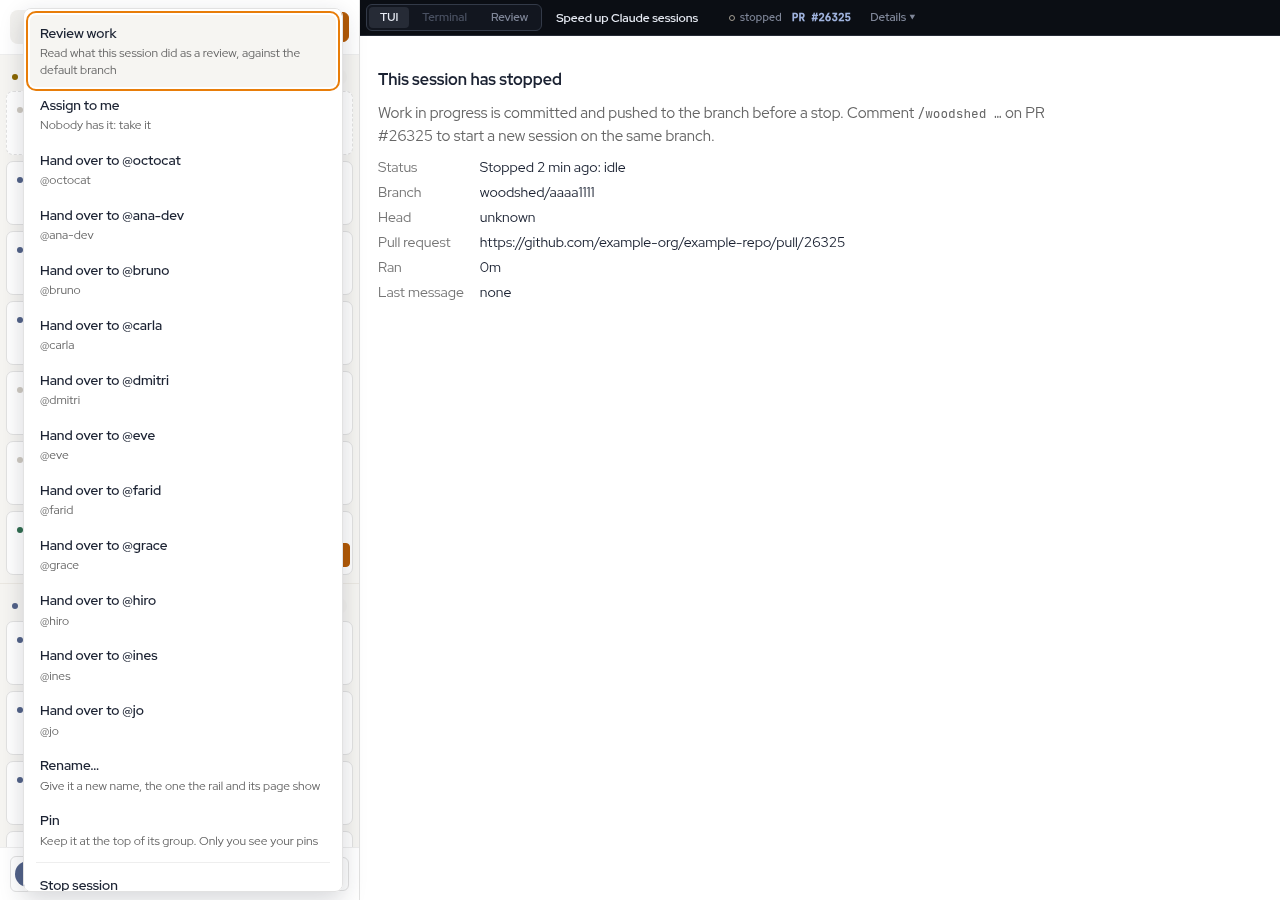 Review work
Read what this session did as a review, against the
default branch
Assign to me
Nobody has it: take it
Hand over to @octocat
@octocat
Hand over to @ana-dev
@ana-dev
Hand over to @bruno
@bruno
Hand over to @carla
@carla
Hand over to @dmitri
@dmitri
Hand over to @eve
@eve
Hand over to @farid
@farid
Hand over to @grace
@grace
Hand over to @hiro
@hiro
Hand over to @ines
@ines
Hand over to @jo
@jo
Rename…
Give it a new name, the one the rail and its page show
Pin
Keep it at the top of its group. Only you see your pins
Stop session
TUI Terminal Review Speed up Claude sessions stopped PR #26325 Details ▾
This session has stopped
Work in progress is committed and pushed to the branch before a stop. Comment /woodshed … on PR
#26325 to start a new session on the same branch.
Status Stopped 2 min ago: idle
Branch woodshed/aaaa1111
Head unknown
Pull request https://github.com/example-org/example-repo/pull/26325
Ran 0m
Last message none